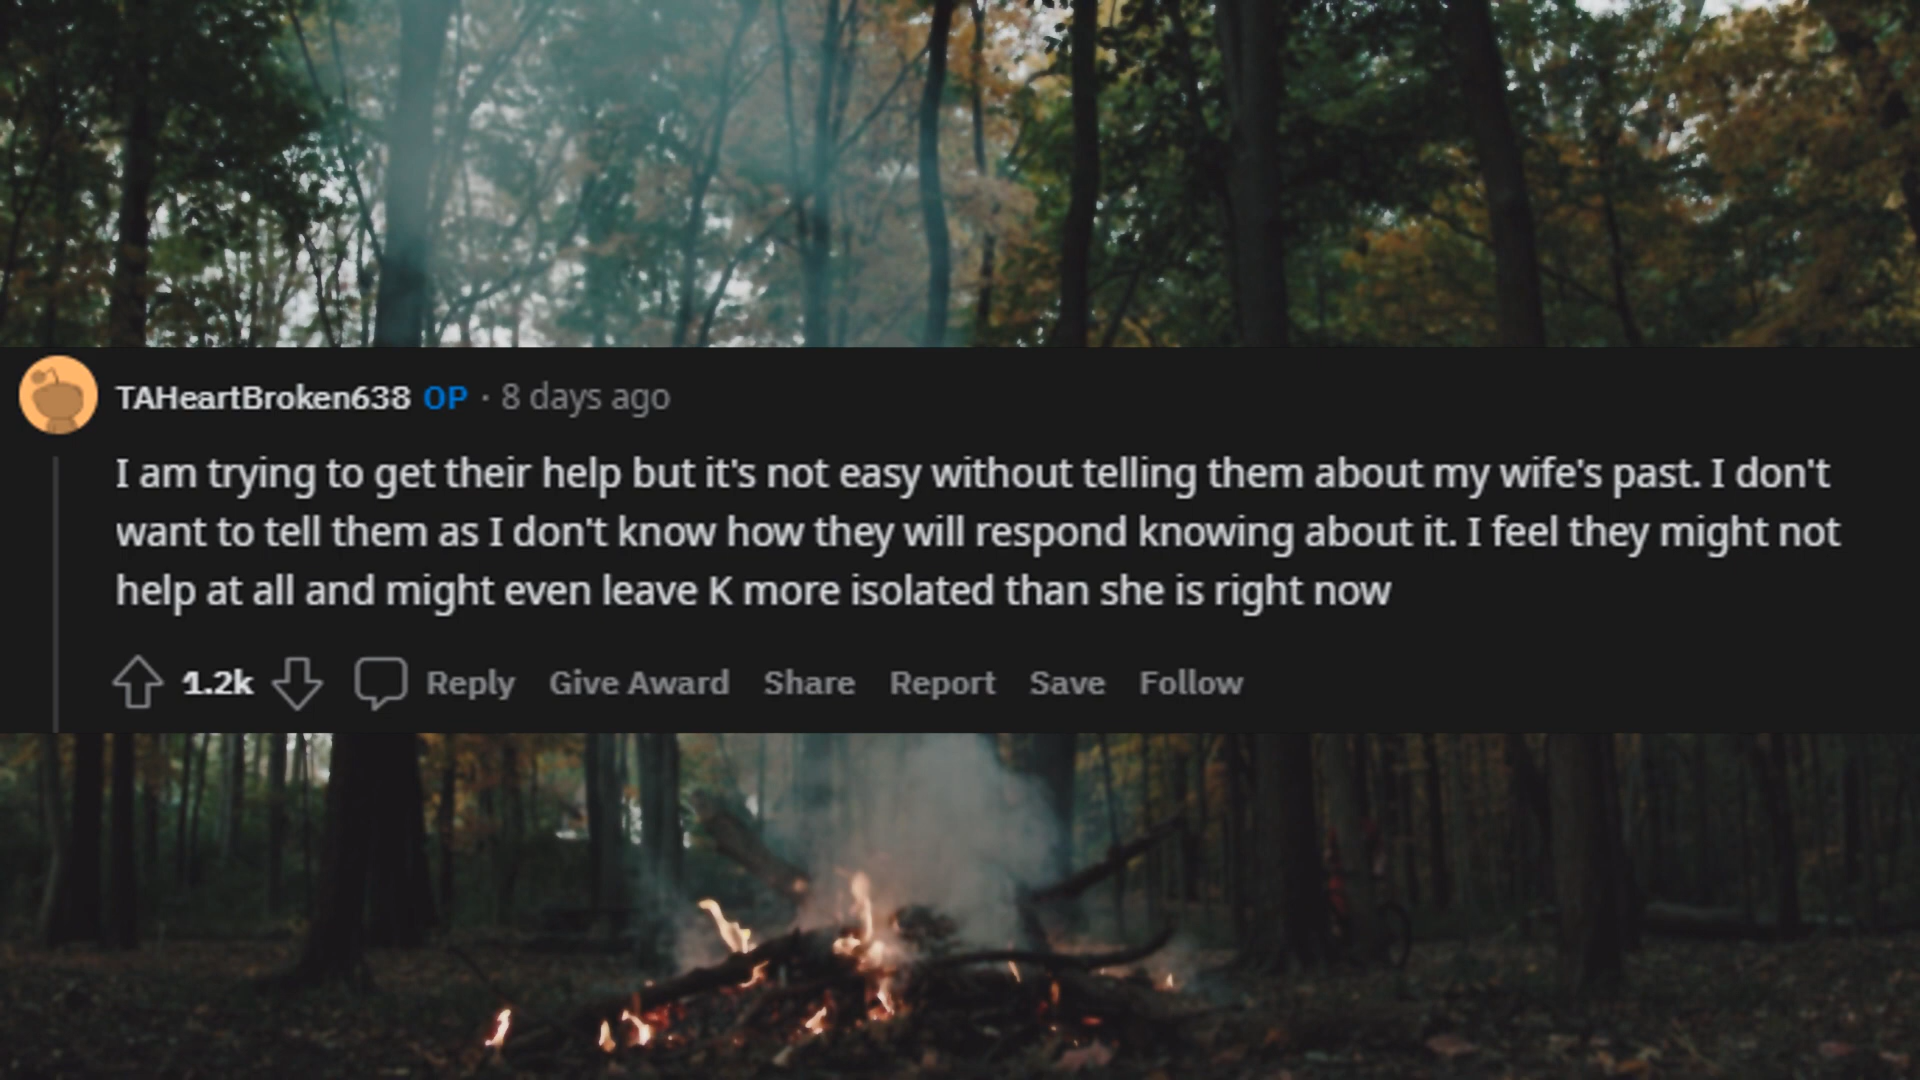 TAHeartBroken638 OP · 8 days ago
I am trying to get their help but it's not easy without telling them about my wife's past. I don't
want to tell them as I don't know how they will respond knowing about it. I feel they might not
help at all and might even leave K more isolated than she is right now
1.2k Reply Give Award Share Report Save Follow